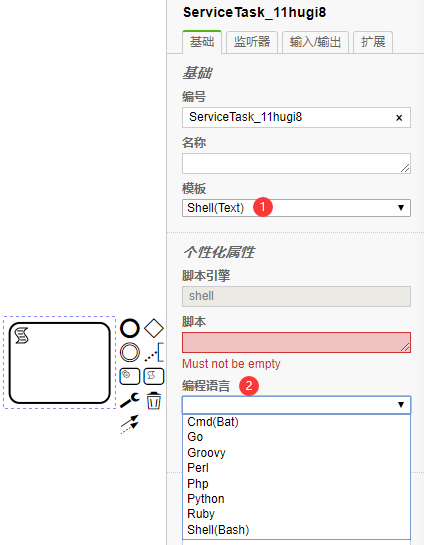 ServiceTask_11hugi8
基础 监听器 输入/输出 扩展
基础
编号
ServiceTask_11hugi8 ×
名称
模板
Shell(Text) 1
个性化属性
脚本引擎
shell
脚本
Must not be empty
编程语言 2
Cmd(Bat)
Go
Groovy
Perl
Php
Python
Ruby
Shell(Bash)